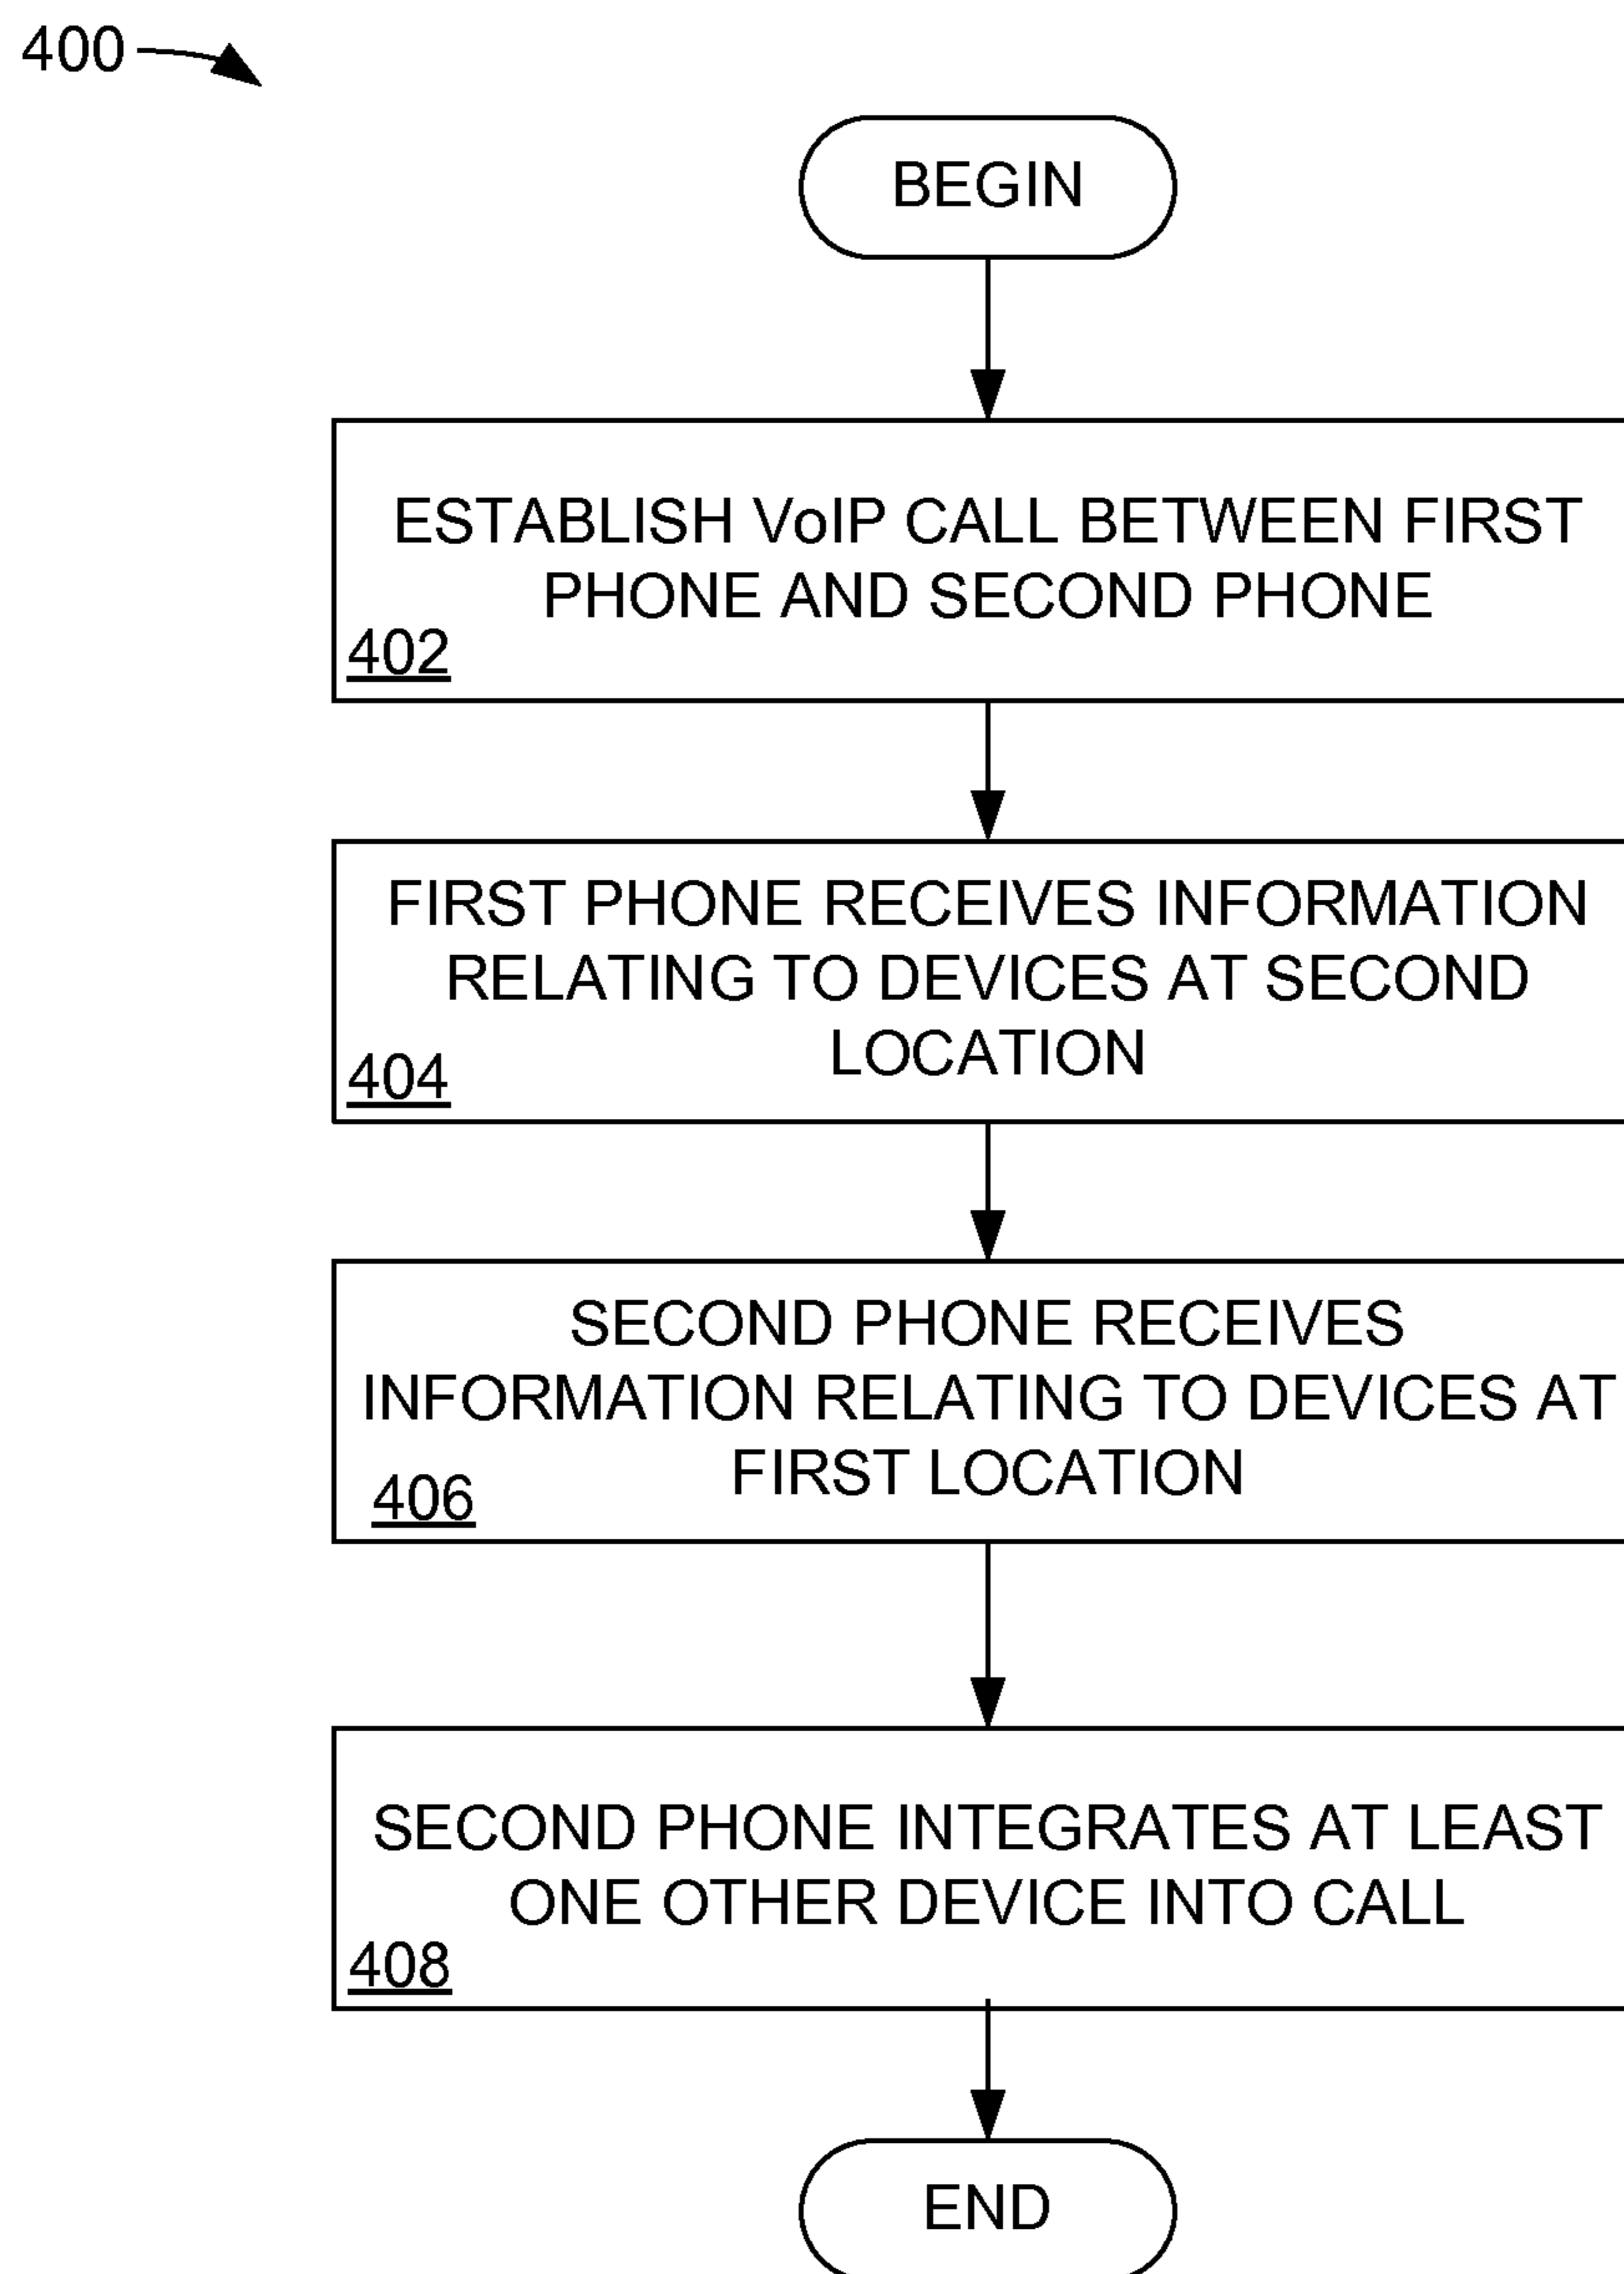 400
BEGIN
ESTABLISH VoIP CALL BETWEEN FIRST
PHONE AND SECOND PHONE
402
FIRST PHONE RECEIVES INFORMATION
RELATING TO DEVICES AT SECOND
LOCATION
404
SECOND PHONE RECEIVES
INFORMATION RELATING TO DEVICES AT
FIRST LOCATION
406
SECOND PHONE INTEGRATES AT LEAST
ONE OTHER DEVICE INTO CALL
408
END